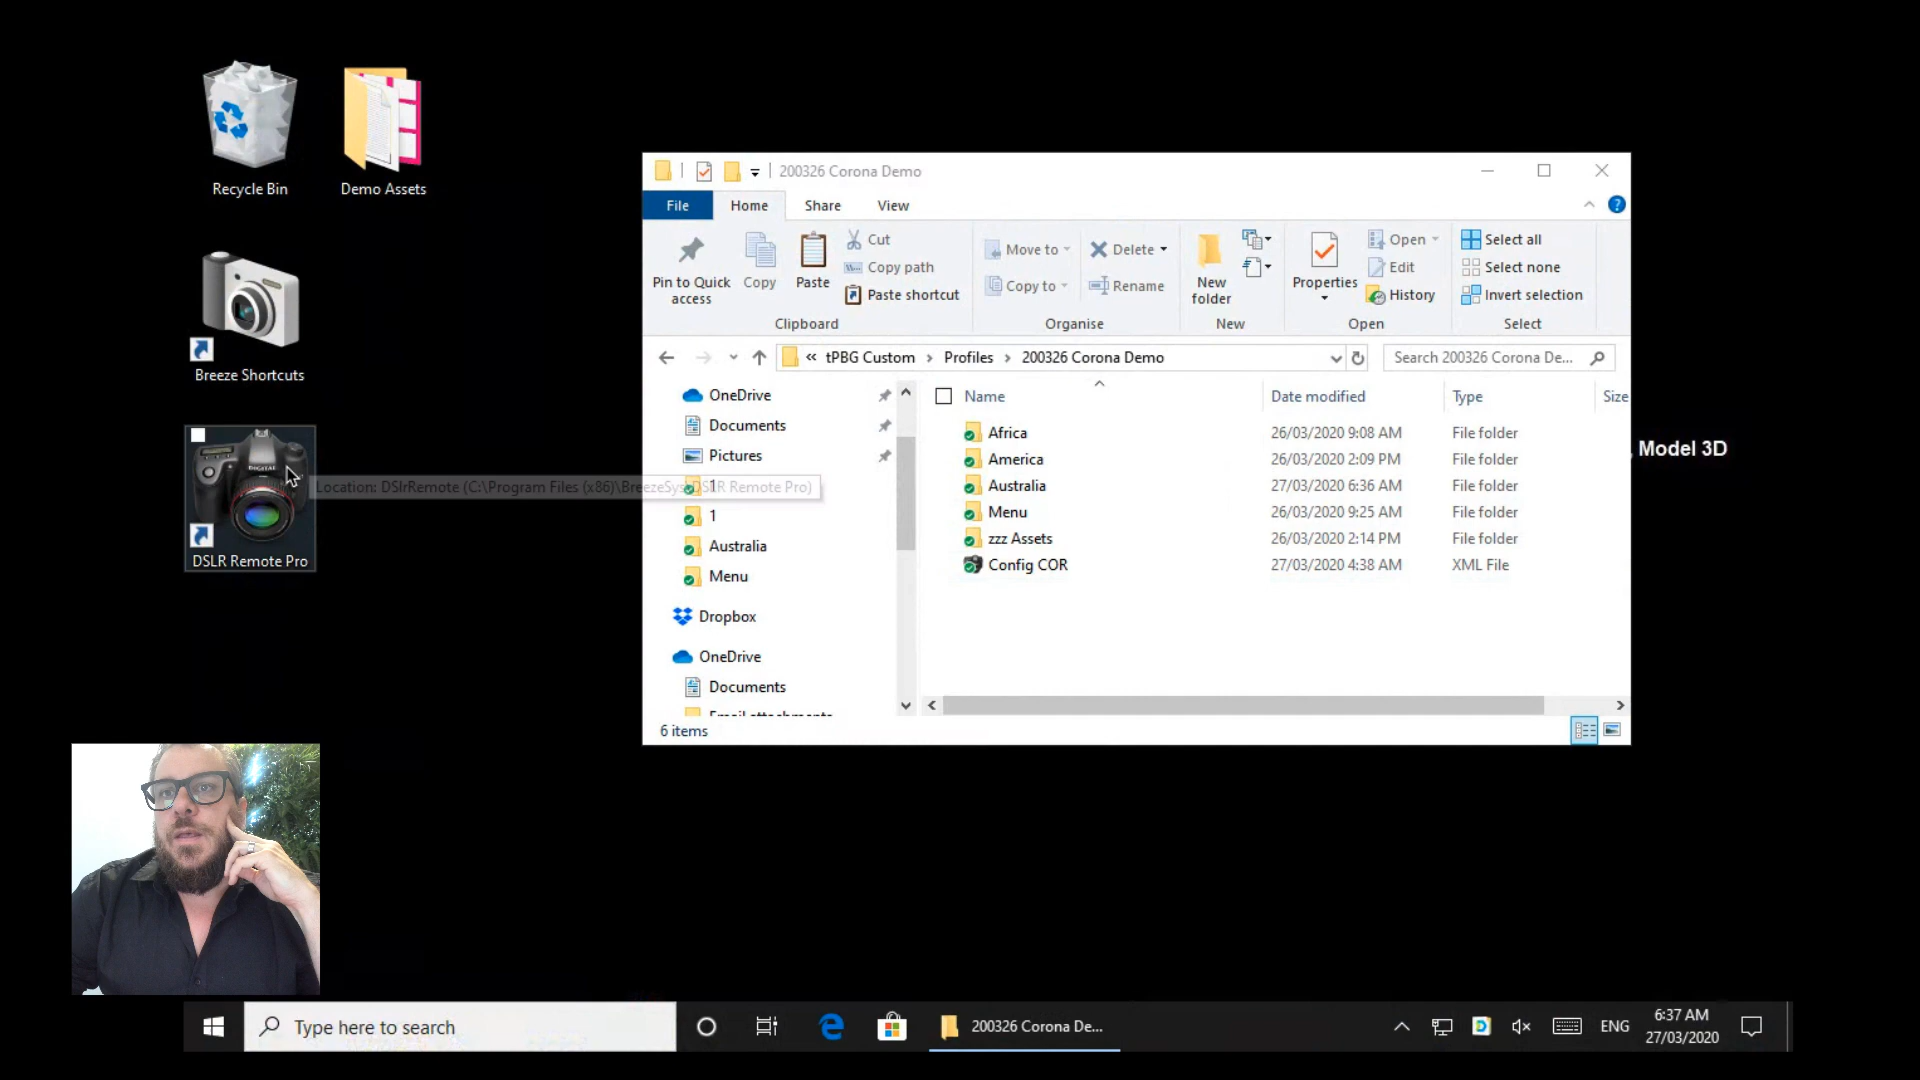 Recycle Bin
Demo Assets
Breeze Shortcuts
DIGITAL
DSLR Remote Pro
Location: DSlrRemote (C:\Program Files (x86)\BreezeSys\DSLR Remote Pro)
200326 Corona Demo
File
Home
Share
View
Pin to Quick access
Copy
Paste
Cut
Copy path
Paste shortcut
Clipboard
Move to
Copy to
Delete
Rename
Organise
New folder
New
Properties
Open
Edit
History
Open
Select all
Select none
Invert selection
Select
« tPBG Custom > Profiles > 200326 Corona Demo
Search 200326 Corona De...
OneDrive
Documents
Pictures
1
1
Australia
Menu
Dropbox
OneDrive
Documents
Email attachments
Name Date modified Type Size
Africa 26/03/2020 9:08 AM File folder
America 26/03/2020 2:09 PM File folder
Australia 27/03/2020 6:36 AM File folder
Menu 26/03/2020 9:25 AM File folder
zzz Assets 26/03/2020 2:14 PM File folder
Config COR 27/03/2020 4:38 AM XML File
6 items
, Model 3D
Type here to search
200326 Corona De...
ENG
6:37 AM
27/03/2020